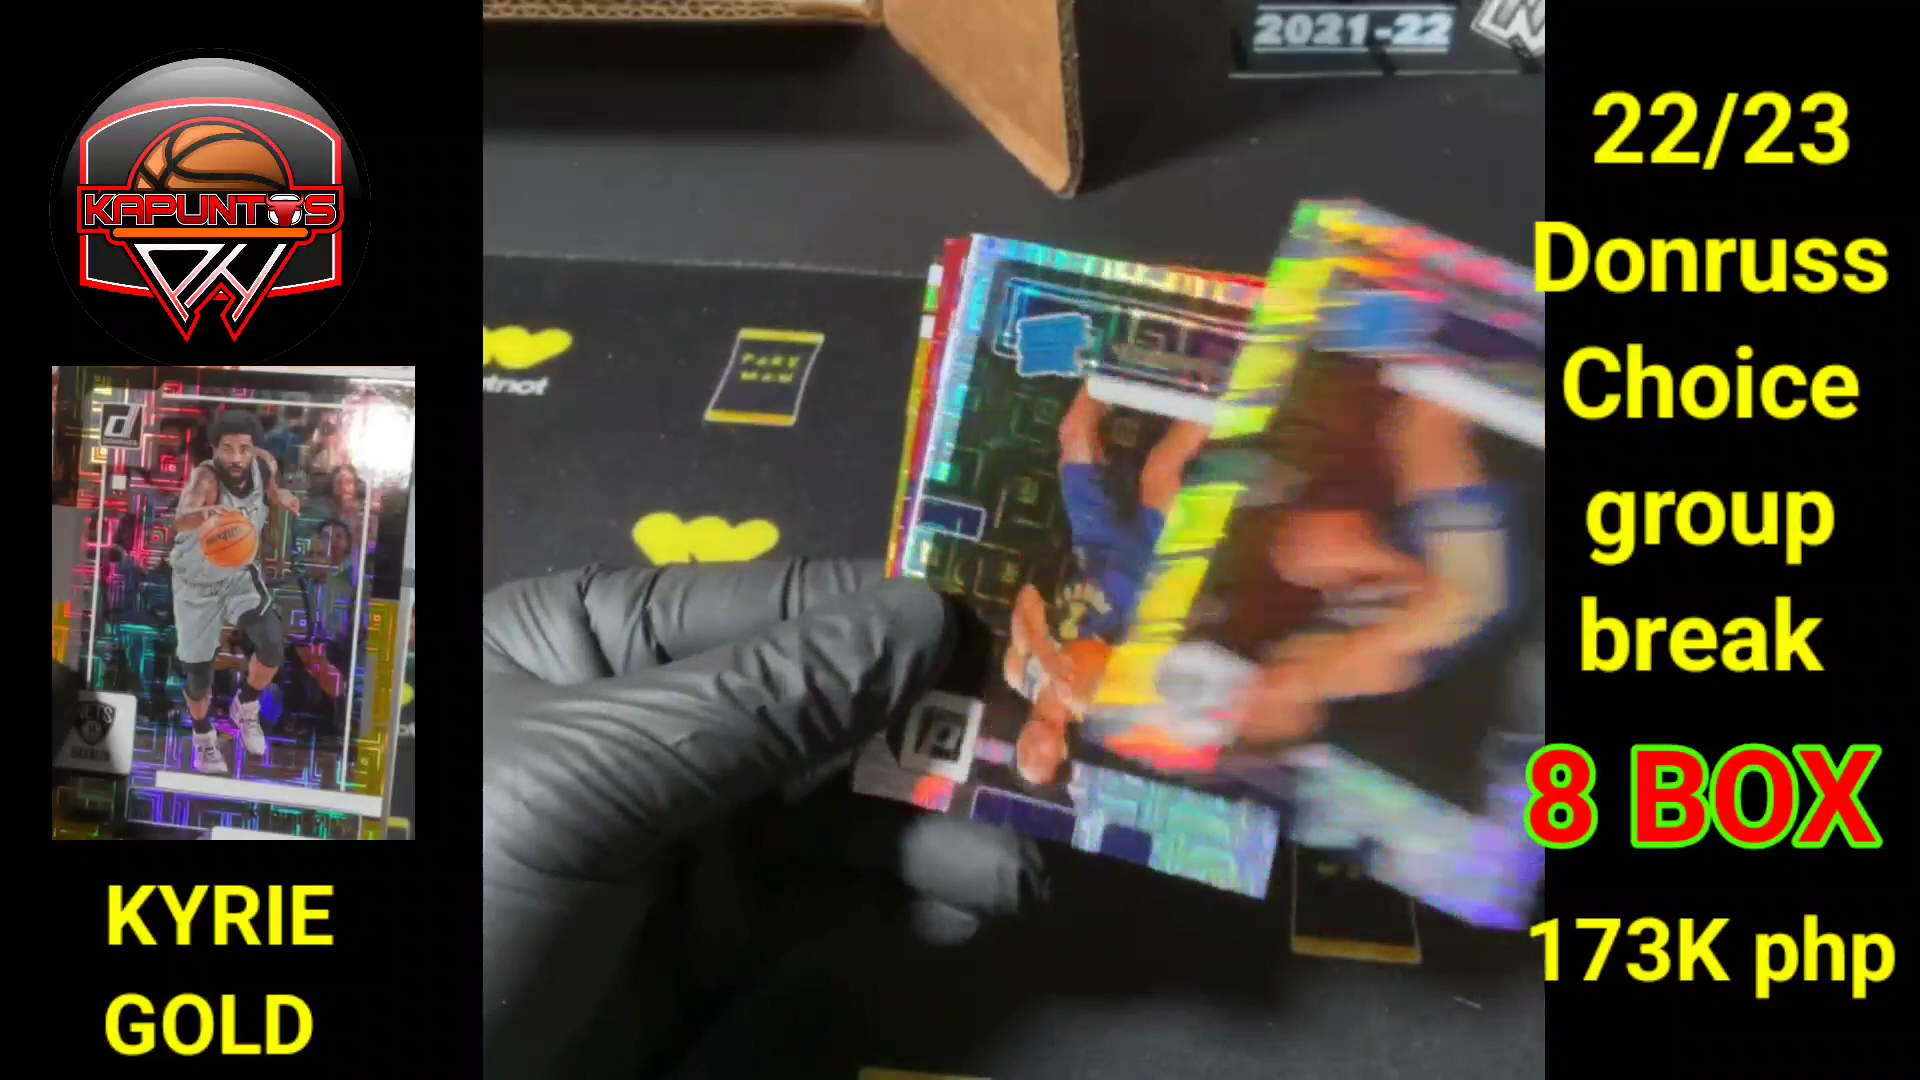 KAPUNTOS
KYRIE
GOLD
2021-22
22/23
Donruss
Choice
group
break
8 BOX
173K php